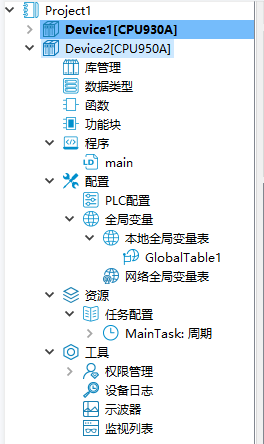 Project1
Device1[CPU930A]
Device2[CPU950A]
库管理
数据类型
函数
功能块
程序
LD main
配置
PLC配置
全局变量
本地全局变量表
GlobalTable1
网络全局变量表
资源
任务配置
MainTask: 周期
工具
权限管理
设备日志
示波器
监视列表